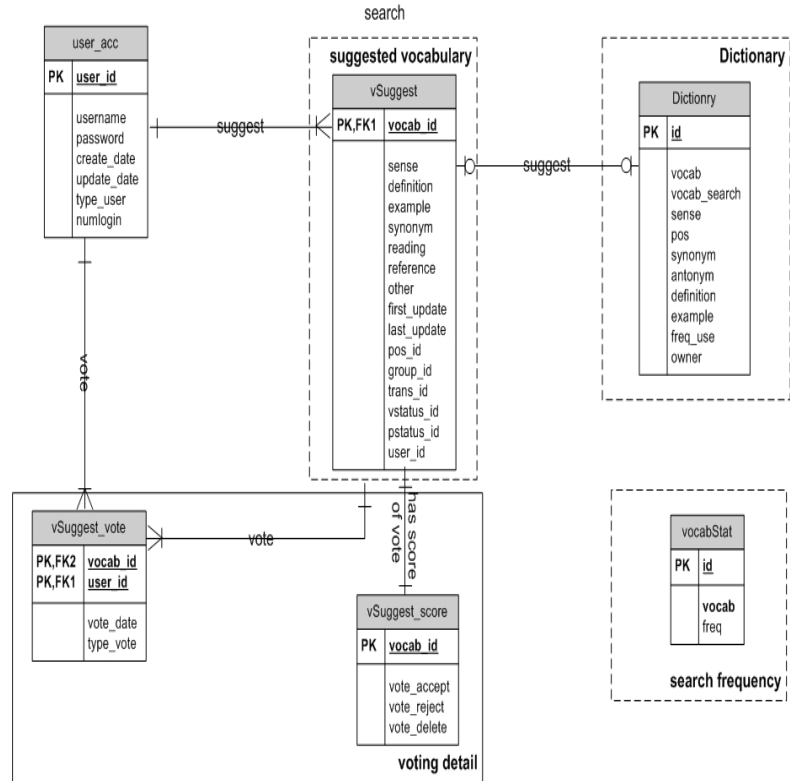 search
user_acc
PK user_id
username
password
create_date
update_date
type_user
numlogin
suggest
suggested vocabulary
vSuggest
PK,FK1 vocab_id
sense
definition
example
synonym
reading
reference
other
first_update
last_update
pos_id
group_id
trans_id
vstatus_id
pstatus_id
user_id
suggest
Dictionary
Dictionry
PK id
vocab
vocab_search
sense
pos
synonym
antonym
definition
example
freq_use
owner
vote
vSuggest_vote
PK,FK2 vocab_id
PK,FK1 user_id
vote_date
type_vote
vote
has score
of vote
vSuggest_score
PK vocab_id
vote_accept
vote_reject
vote_delete
voting detail
vocabStat
PK id
vocab
freq
search frequency